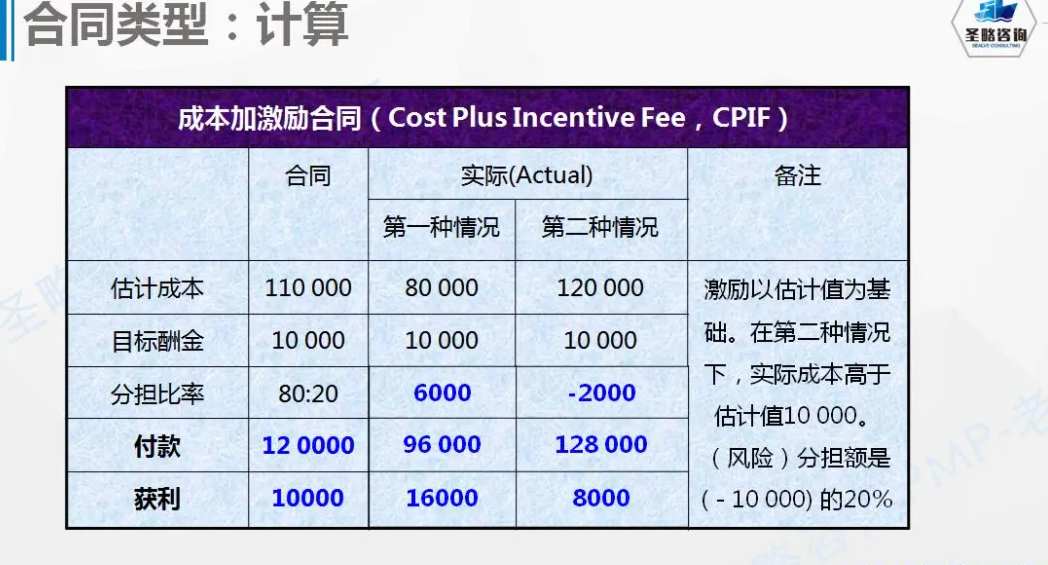 合同类型：计算
圣略咨询
成本加激励合同（Cost Plus Incentive Fee，CPIF）
合同 实际(Actual) 备注
第一种情况 第二种情况
估计成本 110 000 80 000 120 000
目标酬金 10 000 10 000 10 000
分担比率 80:20 6000 -2000
付款 12 0000 96 000 128 000
获利 10000 16000 8000
激励以估计值为基
础。在第二种情况
下，实际成本高于
估计值10 000。
（风险）分担额是
(－10 000) 的20%